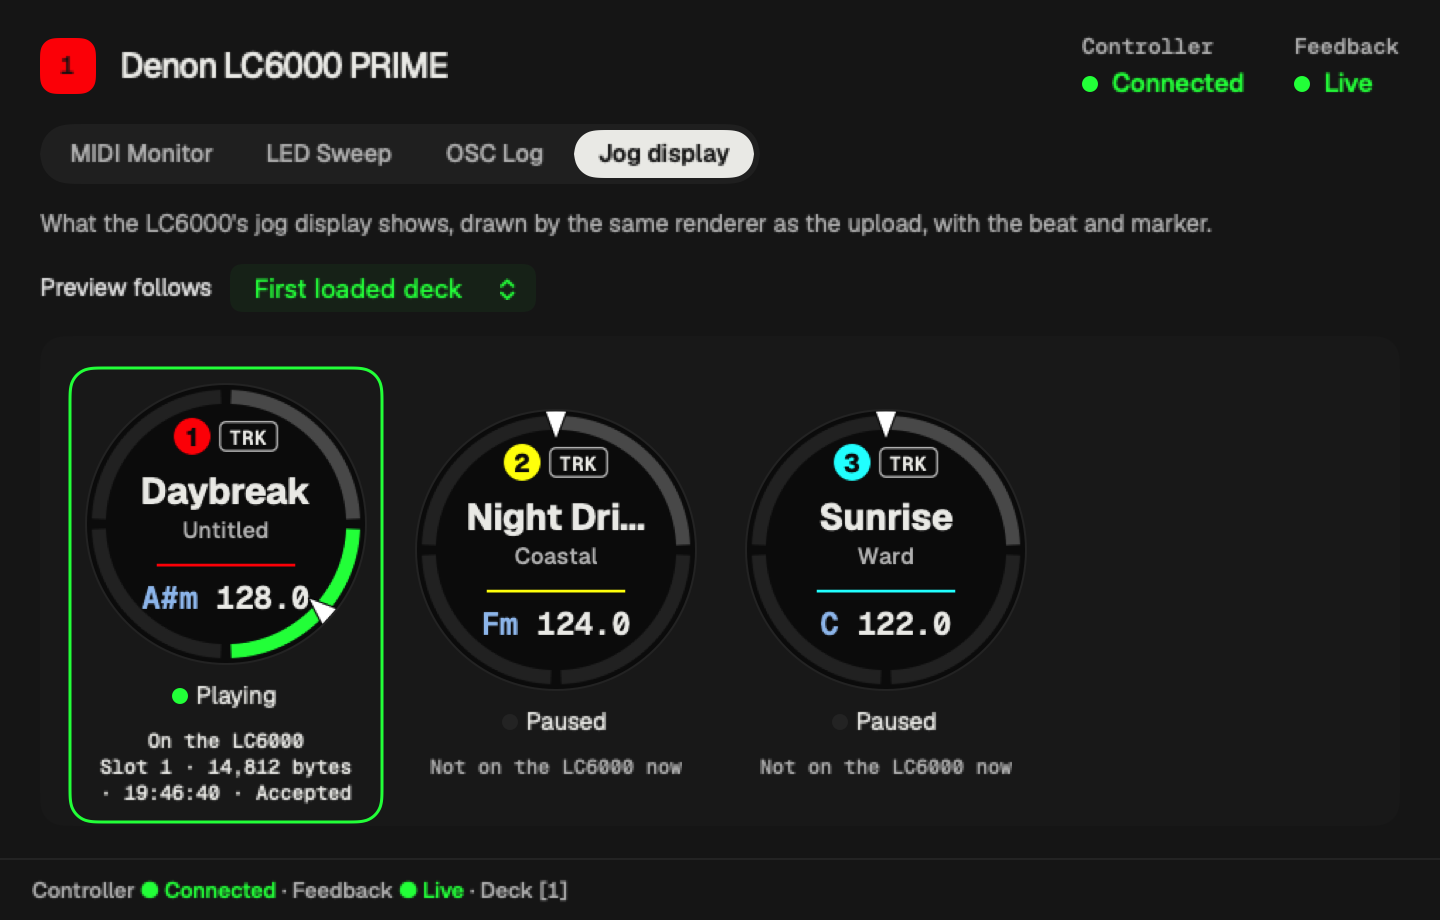 1 Denon LC6000 PRIME
Controller
Connected
Feedback
Live
MIDI Monitor LED Sweep OSC Log Jog display
What the LC6000's jog display shows, drawn by the same renderer as the upload, with the beat and marker.
Preview follows First loaded deck
1 TRK
Daybreak
Untitled
A#m 128.0
Playing
On the LC6000
Slot 1 · 14,812 bytes
· 19:46:40 · Accepted
2 TRK
Night Dri...
Coastal
Fm 124.0
Paused
Not on the LC6000 now
3 TRK
Sunrise
Ward
C 122.0
Paused
Not on the LC6000 now
Controller Connected · Feedback Live · Deck [1]